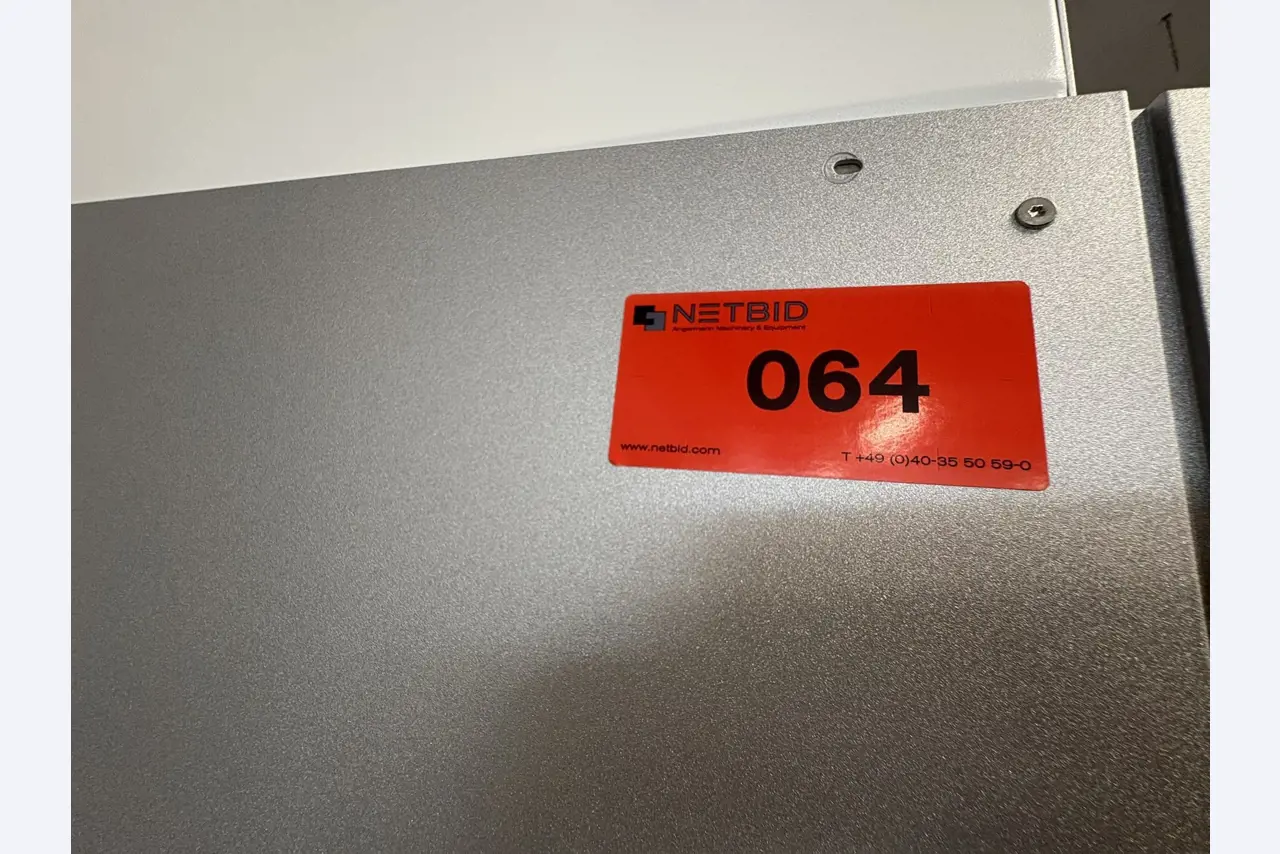 NETBID
Angermann Machinery & Equipment
064
www.netbid.com
T +49 (0)40-35 50 59-0